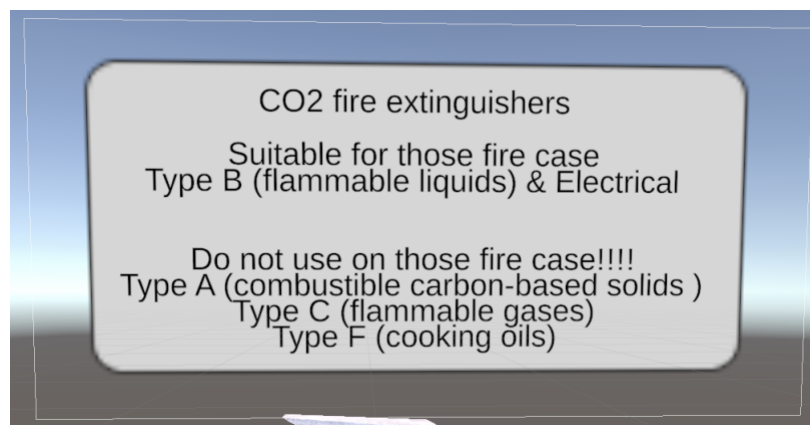 CO2 fire extinguishers
Suitable for those fire case
Type B (flammable liquids) & Electrical
Do not use on those fire case!!!!
Type A (combustible carbon-based solids )
Type C (flammable gases)
Type F (cooking oils)